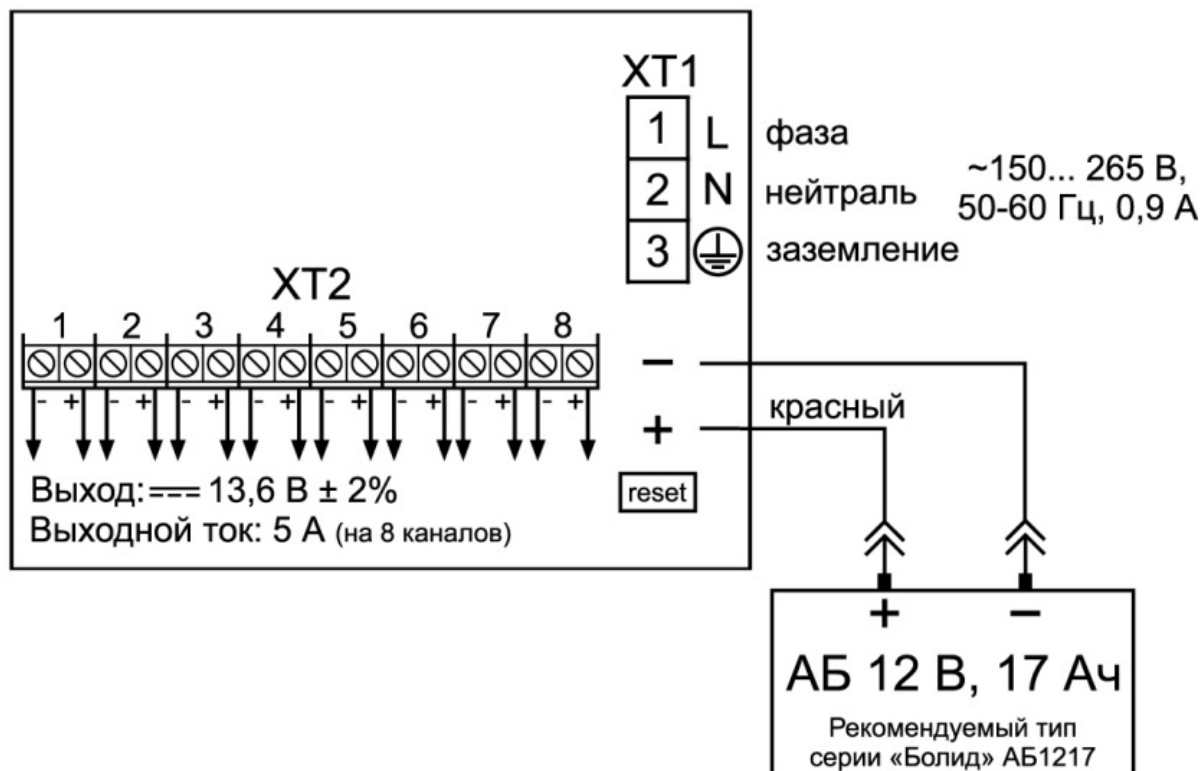 XT1
1 L фаза
2 N нейтраль
3 заземление
~150... 265 В,
50-60 Гц, 0,9 А
XT2
1 2 3 4 5 6 7 8
- + - + - + - + - + - + - + - +
Выход: 13,6 В ± 2%
Выходной ток: 5 А (на 8 каналов)
−
+
reset
красный
+ −
АБ 12 В, 17 Ач
Рекомендуемый тип
серии «Болид» АБ1217